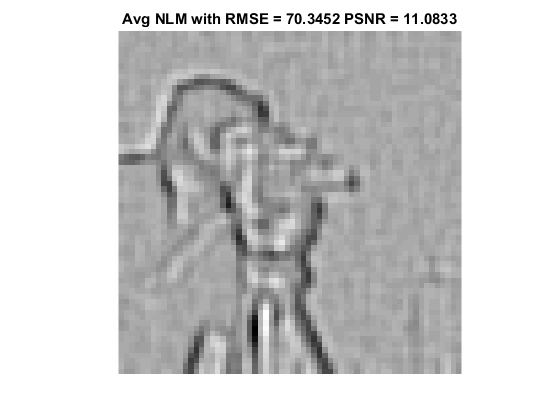 Avg NLM with RMSE = 70.3452 PSNR = 11.0833